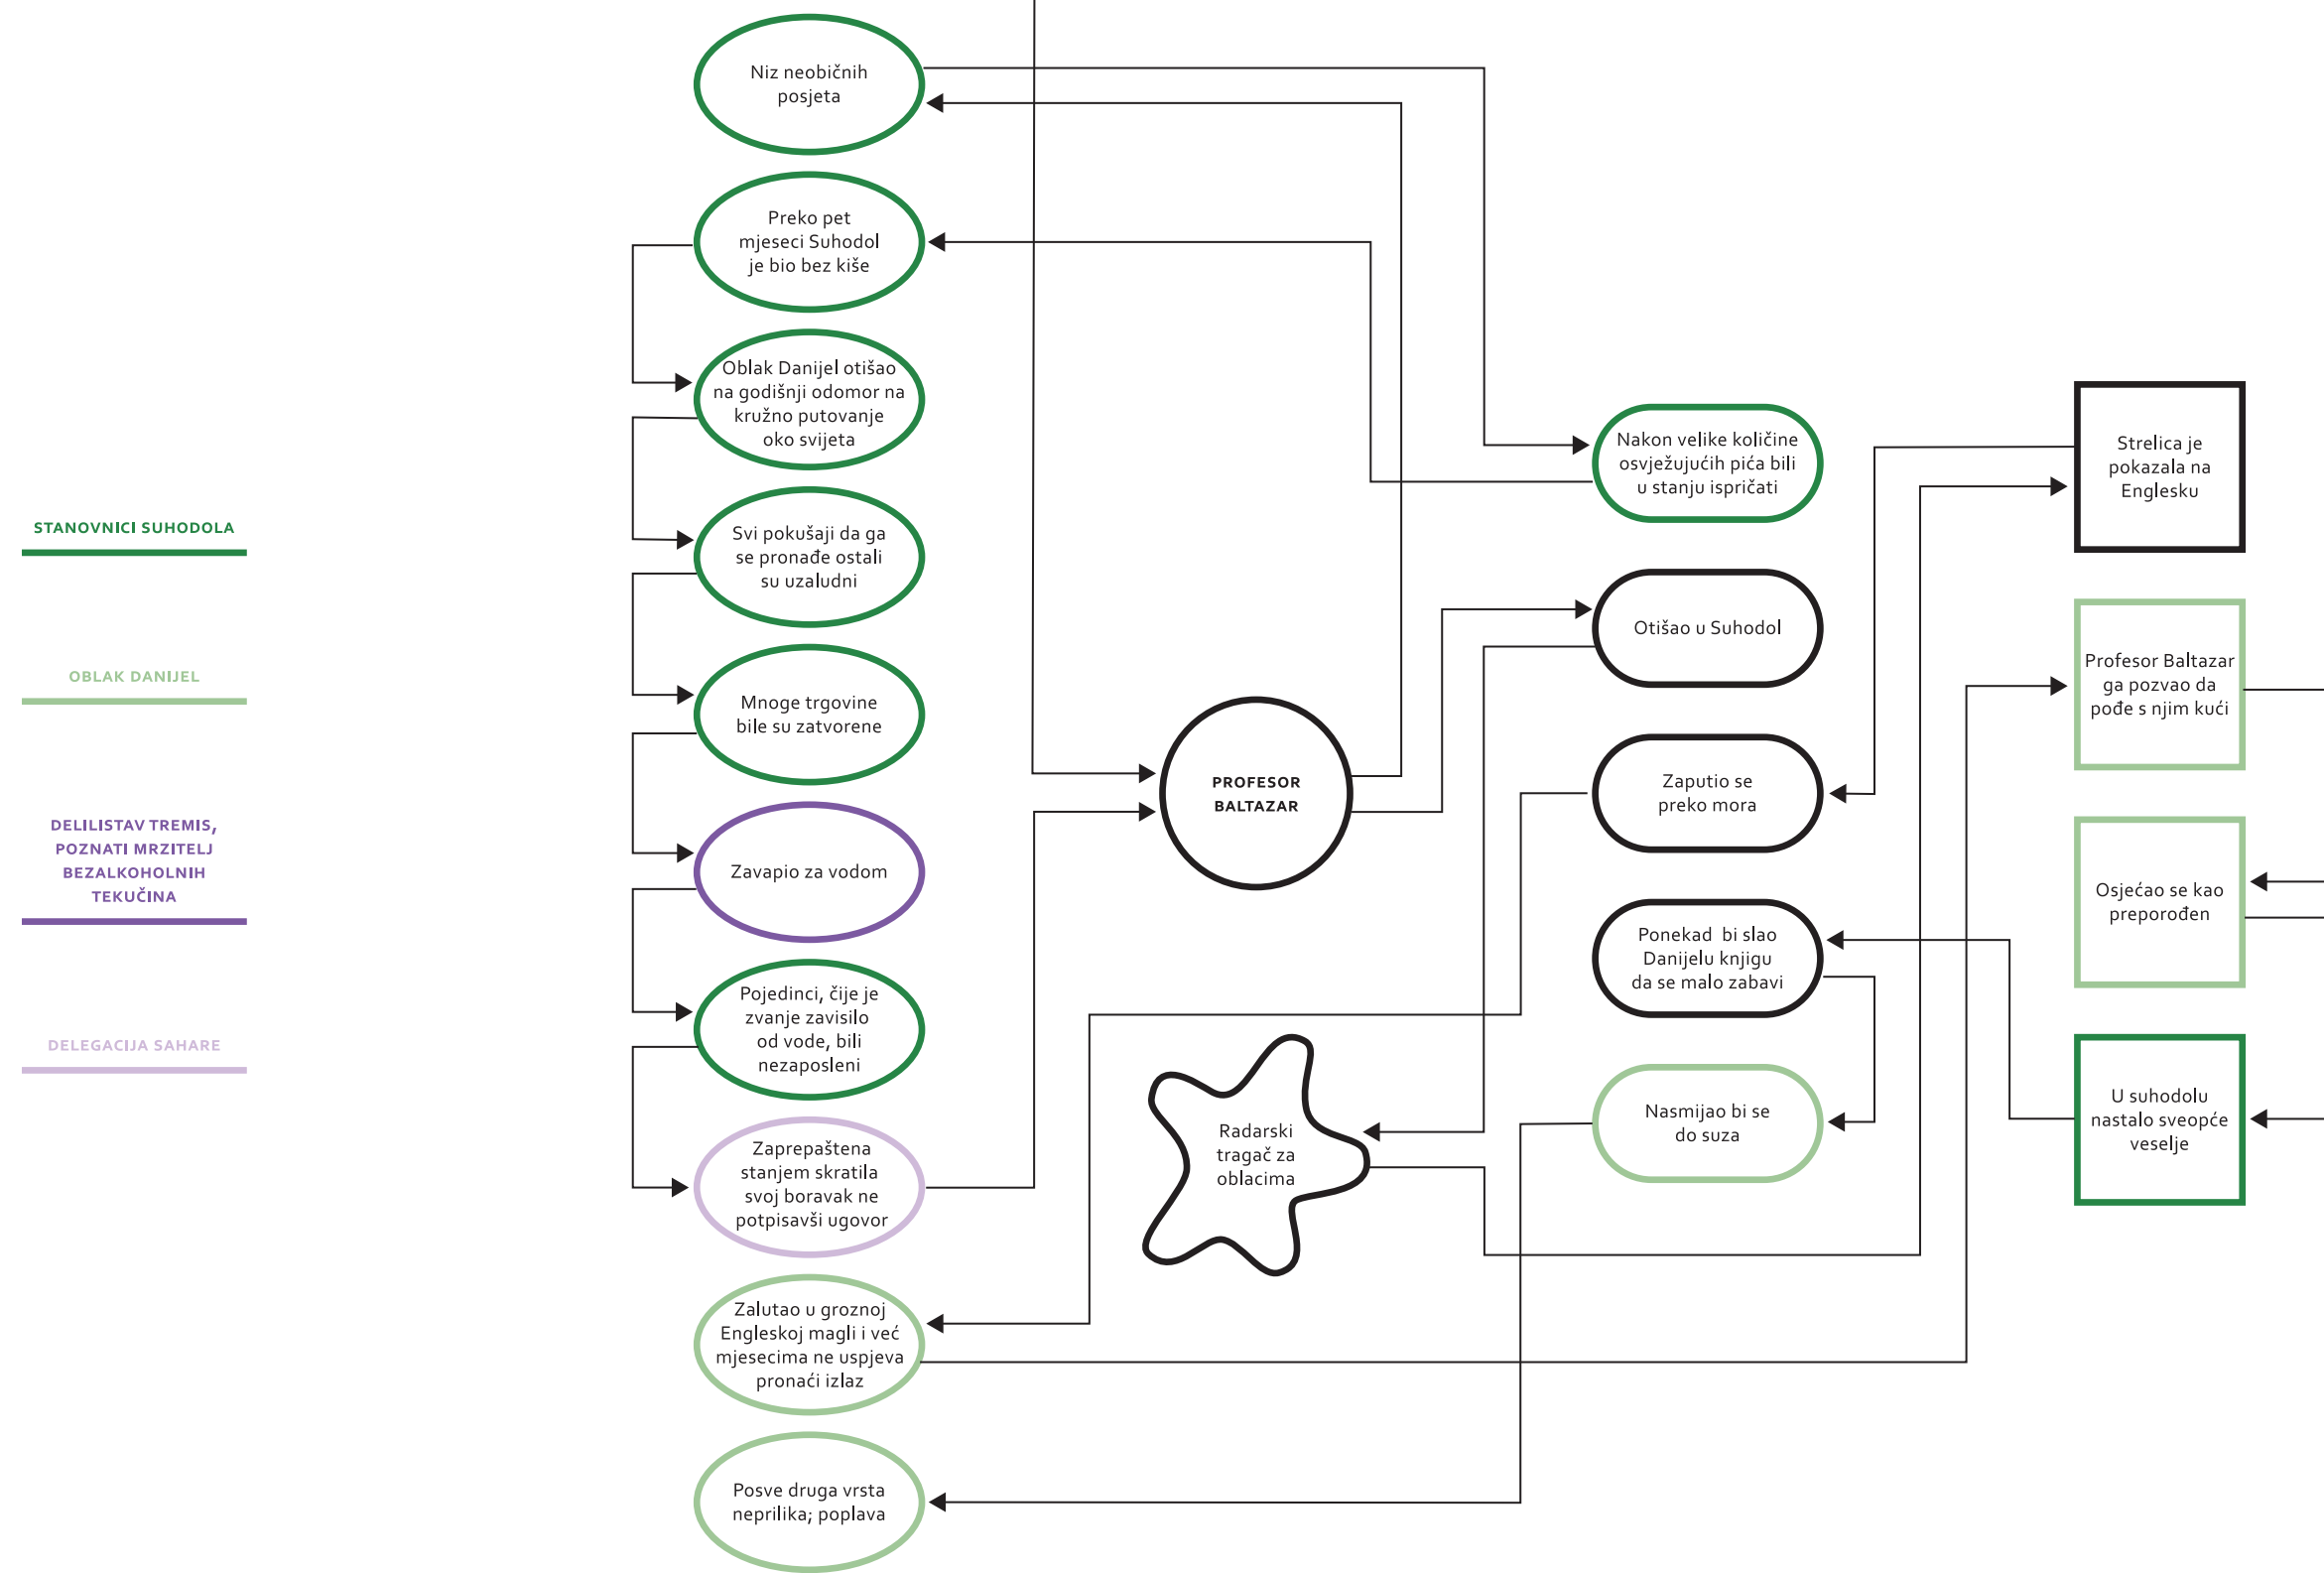 STANOVNICI SUHODOLA
OBLAK DANIJEL
DELILISTAV TREMIS,
POZNATI MRZITELJ
BEZALKOHOLNIH
TEKUČINA
DELEGACIJA SAHARE
Niz neobičnih
posjeta
Preko pet
mjeseci Suhodol
je bio bez kiše
Oblak Danijel otišao
na godišnji odomor na
kružno putovanje
oko svijeta
Svi pokušaji da ga
se pronađe ostali
su uzaludni
Mnoge trgovine
bile su zatvorene
Zavapio za vodom
Pojedinci, čije je
zvanje zavisilo
od vode, bili
nezaposleni
Zaprepaštena
stanjem skratila
svoj boravak ne
potpisavši ugovor
Zalutao u groznoj
Engleskoj magli i već
mjesecima ne uspjeva
pronaći izlaz
Posve druga vrsta
neprilika; poplava
PROFESOR
BALTAZAR
Radarski
tragač za
oblacima
Nakon velike količine
osvježujućih pića bili
u stanju ispričati
Otišao u Suhodol
Zaputio se
preko mora
Ponekad bi slao
Danijelu knjigu
da se malo zabavi
Nasmijao bi se
do suza
Strelica je
pokazala na
Englesku
Profesor Baltazar
ga pozvao da
pođe s njim kući
Osjećao se kao
preporođen
U suhodolu
nastalo sveopće
veselje